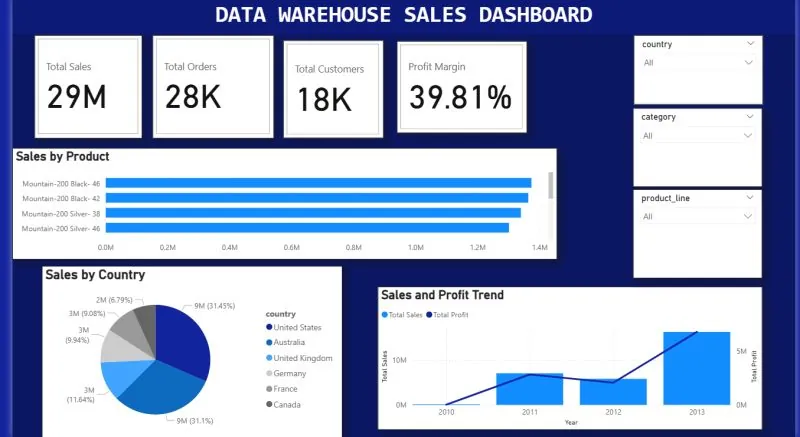 DATA WAREHOUSE SALES DASHBOARD
Total Sales
29M
Total Orders
28K
Total Customers
18K
Profit Margin
39.81%
country
All
category
All
product_line
All
Sales by Product
Mountain-200 Black- 46
Mountain-200 Black- 42
Mountain-200 Silver- 38
Mountain-200 Silver- 46
0.0M 0.2M 0.4M 0.6M 0.8M 1.0M 1.2M 1.4M
Sales by Country
2M (6.79%)
3M (9.08%)
3M
(9.94%)
3M
(11.64%)
9M (31.45%)
9M (31.1%)
country
United States
Australia
United Kingdom
Germany
France
Canada
Sales and Profit Trend
Total Sales Total Profit
Total Sales
10M
0M
2010 2011 2012 2013
Year
5M
0M
Total Profit